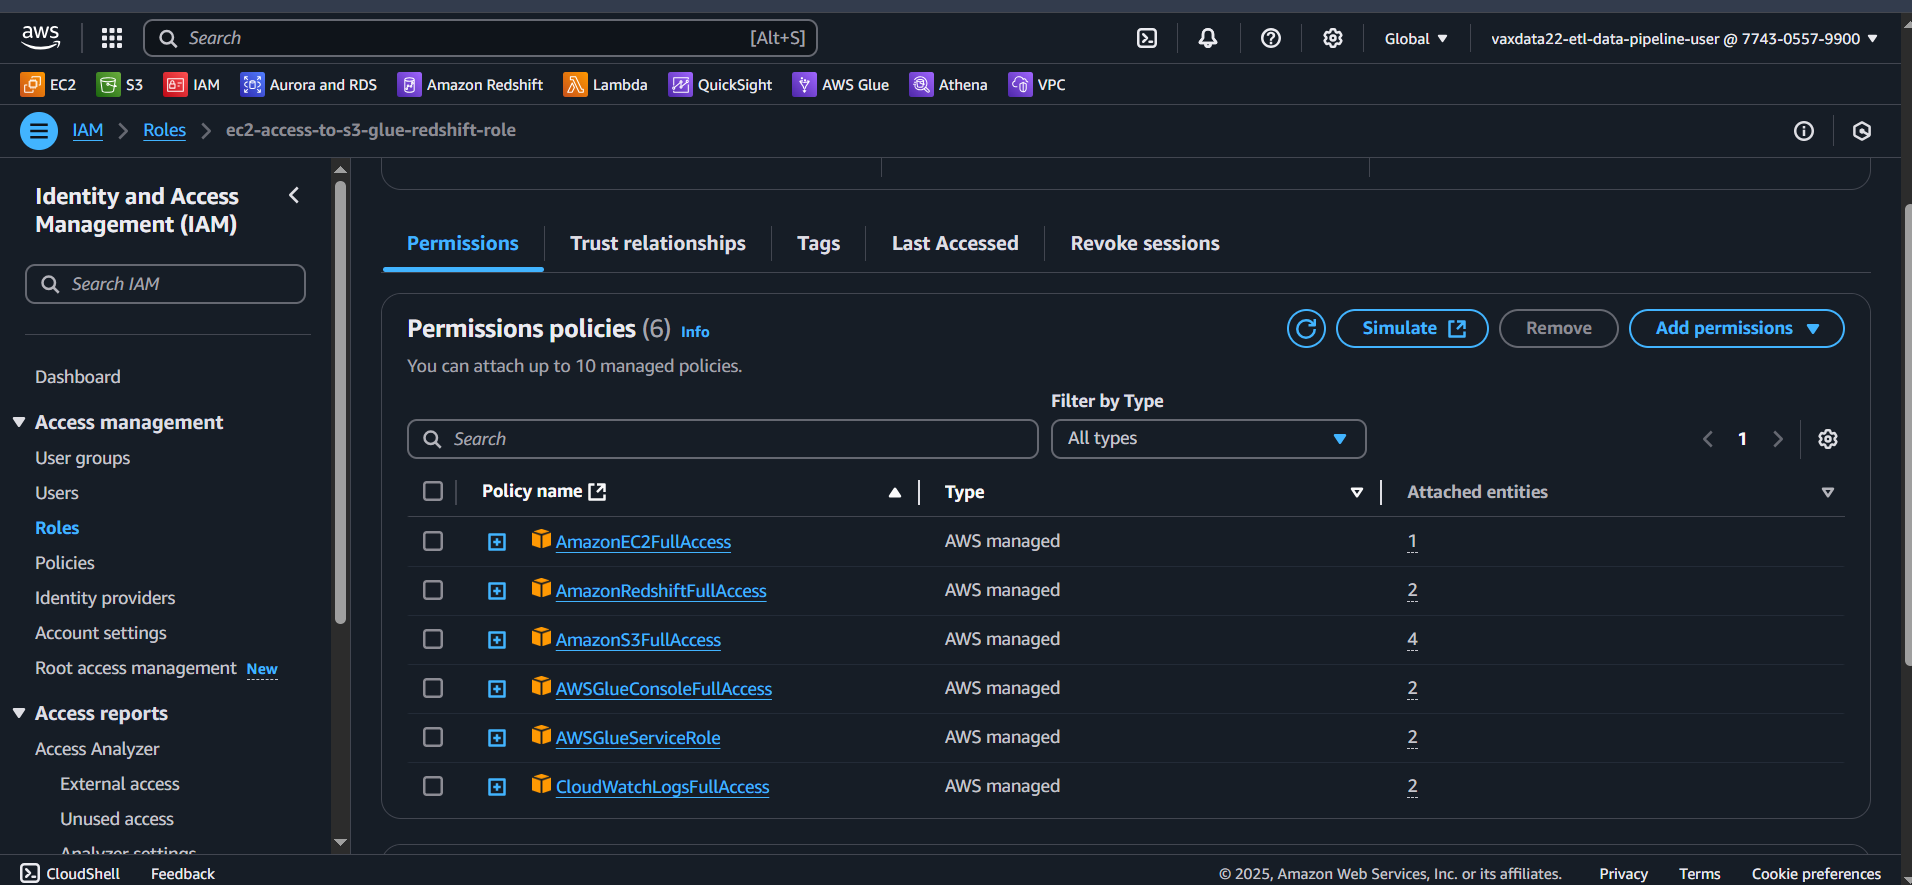 aws
Search [Alt+S]
Global
vaxdata22-etl-data-pipeline-user @ 7743-0557-9900
EC2 S3 IAM Aurora and RDS Amazon Redshift Lambda QuickSight AWS Glue Athena VPC
IAM Roles ec2-access-to-s3-glue-redshift-role
Identity and Access
Management (IAM)
Search IAM
Dashboard
Access management
User groups
Users
Roles
Policies
Identity providers
Account settings
Root access management New
Access reports
Access Analyzer
External access
Unused access
Analyzer settings
Permissions Trust relationships Tags Last Accessed Revoke sessions
Permissions policies (6) Info
Simulate Remove Add permissions
You can attach up to 10 managed policies.
Filter by Type
Search All types 1
Policy name Type Attached entities
AmazonEC2FullAccess AWS managed 1
AmazonRedshiftFullAccess AWS managed 2
AmazonS3FullAccess AWS managed 4
AWSGlueConsoleFullAccess AWS managed 2
AWSGlueServiceRole AWS managed 2
CloudWatchLogsFullAccess AWS managed 2
CloudShell Feedback © 2025, Amazon Web Services, Inc. or its affiliates. Privacy Terms Cookie preferences